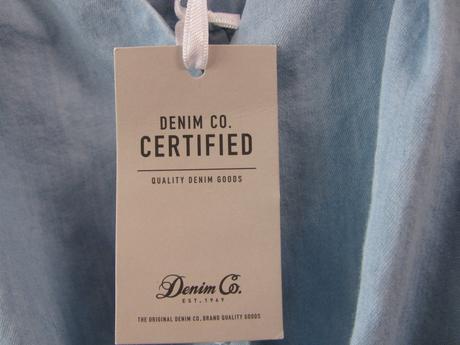 DENIM CO.
CERTIFIED
QUALITY DENIM GOODS
Denim Co.
EST. 1969
THE ORIGINAL DENIM CO. BRAND QUALITY GOODS